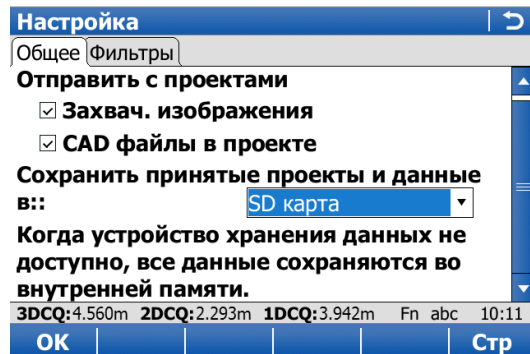 Настройка
Общее Фильтры
Отправить с проектами
Захвач. изображения
CAD файлы в проекте
Сохранить принятые проекты и данные
в:: SD карта
Когда устройство хранения данных не
доступно, все данные сохраняются во
внутренней памяти.
3DCQ:4.560m 2DCQ:2.293m 1DCQ:3.942m Fn abc 10:11
OK Стр